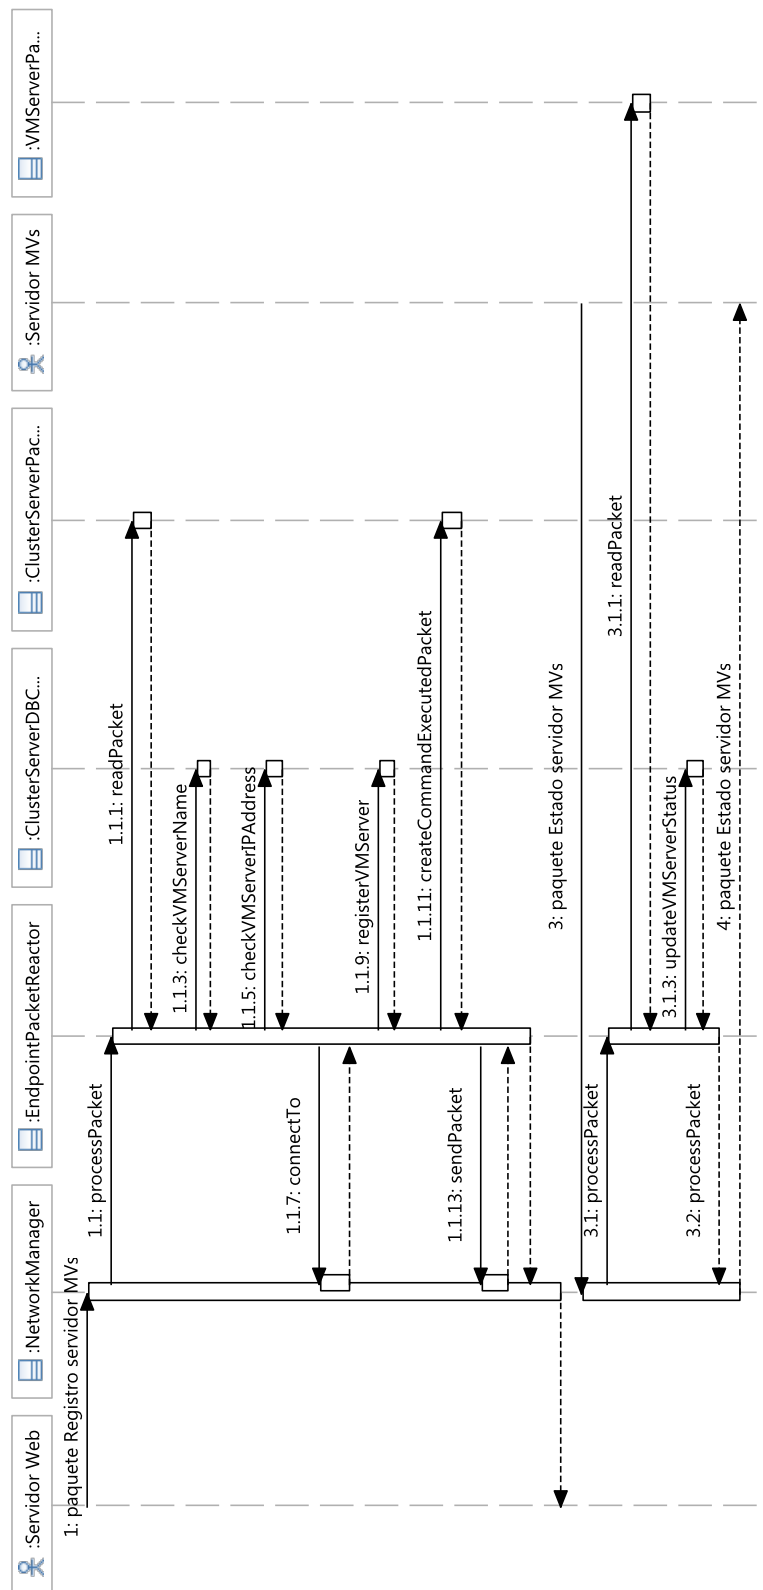 :Servidor Web
:NetworkManager
:EndpointPacketReactor
:ClusterServerDBC...
:ClusterServerPac...
:Servidor MVs
:VMServerPa...
1: paquete Registro servidor MVs
1.1: processPacket
1.1.1: readPacket
1.1.3: checkVMServerName
1.1.5: checkVMServerIPAddress
1.1.7: connectTo
1.1.9: registerVMServer
1.1.11: createCommandExecutedPacket
1.1.13: sendPacket
3: paquete Estado servidor MVs
3.1: processPacket
3.1.1: readPacket
3.1.3: updateVMServerStatus
3.2: processPacket
4: paquete Estado servidor MVs